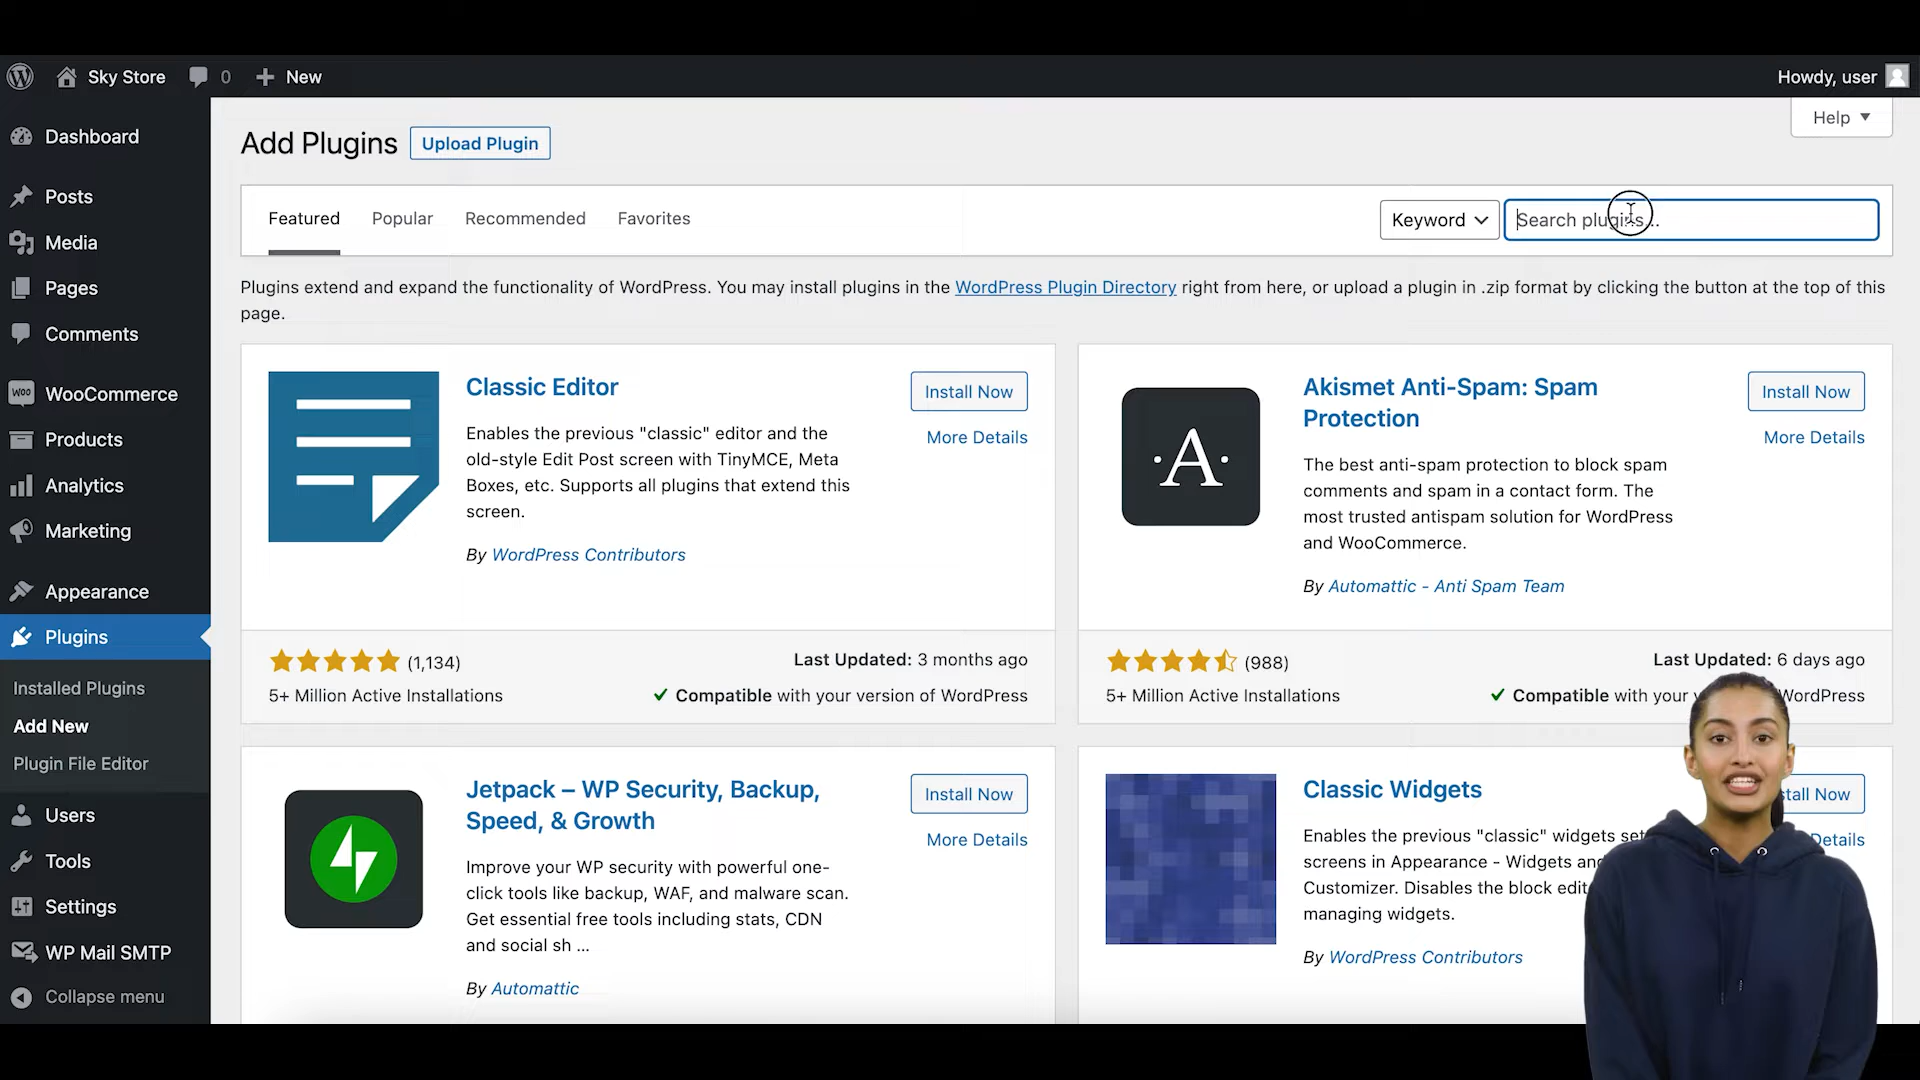 Sky Store 0 New Howdy, user
Help
Dashboard
Posts
Media
Pages
Comments
WOO WooCommerce
Products
Analytics
Marketing
Appearance
Plugins
Installed Plugins
Add New
Plugin File Editor
Users
Tools
Settings
WP Mail SMTP
Collapse menu
Add Plugins Upload Plugin
Featured Popular Recommended Favorites Keyword Search plugins...
Plugins extend and expand the functionality of WordPress. You may install plugins in the WordPress Plugin Directory right from here, or upload a plugin in .zip format by clicking the button at the top of this
page.
Classic Editor
Install Now
More Details
Enables the previous "classic" editor and the
old-style Edit Post screen with TinyMCE, Meta
Boxes, etc. Supports all plugins that extend this
screen.
By WordPress Contributors
(1,134)
Last Updated: 3 months ago
5+ Million Active Installations
Compatible with your version of WordPress
·A·
Akismet Anti-Spam: Spam
Protection
Install Now
More Details
The best anti-spam protection to block spam
comments and spam in a contact form. The
most trusted antispam solution for WordPress
and WooCommerce.
By Automattic - Anti Spam Team
(988)
Last Updated: 6 days ago
5+ Million Active Installations
Compatible with your WordPress
Jetpack – WP Security, Backup,
Speed, & Growth
Install Now
More Details
Improve your WP security with powerful one-
click tools like backup, WAF, and malware scan.
Get essential free tools including stats, CDN
and social sh ...
By Automattic
Classic Widgets
Now
Details
Enables the previous "classic" widgets
screens in Appearance - Widgets and
Customizer. Disables the block
managing widgets.
By WordPress Contributors